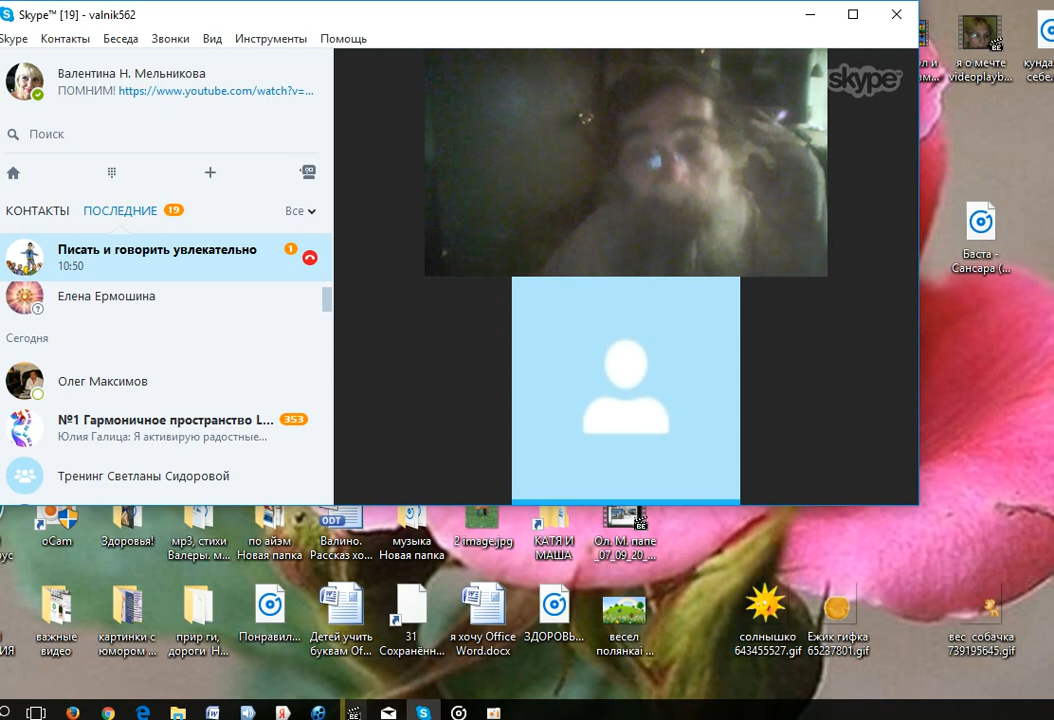 Skype™ [19] - valnik562
Skype Контакты Беседа Звонки Вид Инструменты Помощь
Валентина Н. Мельникова
ПОМНИМ! https://www.youtube.com/watch?v=...
Поиск
КОНТАКТЫ ПОСЛЕДНИЕ 19 Все
Писать и говорить увлекательно 1
10:50
Елена Ермошина
Сегодня
Олег Максимов
№1 Гармоничное пространство L... 353
Юлия Галица: Я активирую радостные...
Тренинг Светланы Сидоровой
skype
я о мечте
videoplayb...
Баста -
Сансара (...
oCam
Здоровья!
мр3, стихи
Валеры. м...
по айэм
Новая папка
ODT
Валино.
Рассказ хо...
музыка
Новая папка
2 image.jpg
КАТЯ И
МАША
Ол. М. папе
_07_09_20_...
важные
видео
картинки с
юмором ...
прир ги,
дороги Н...
Понравил...
Детей учить
буквам Of...
31
Сохранённ...
я хочу Office
Word.docx
ЗДОРОВЬ...
весел
полянкаi ...
солнышко
643455527.gif
Ежик гифка
65237801.gif
вес собачка
739195645.gif